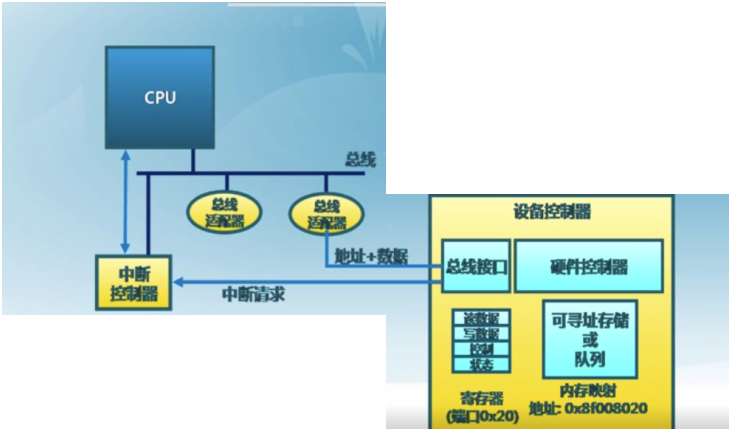 CPU
总线
总线
适配器
总线
适配器
地址+数据
中断
控制器
中断请求
设备控制器
总线接口
硬件控制器
读数据
写数据
控制
状态
可寻址存储
或
队列
寄存器
(端口0x20)
内存映射
地址: 0x8f008020